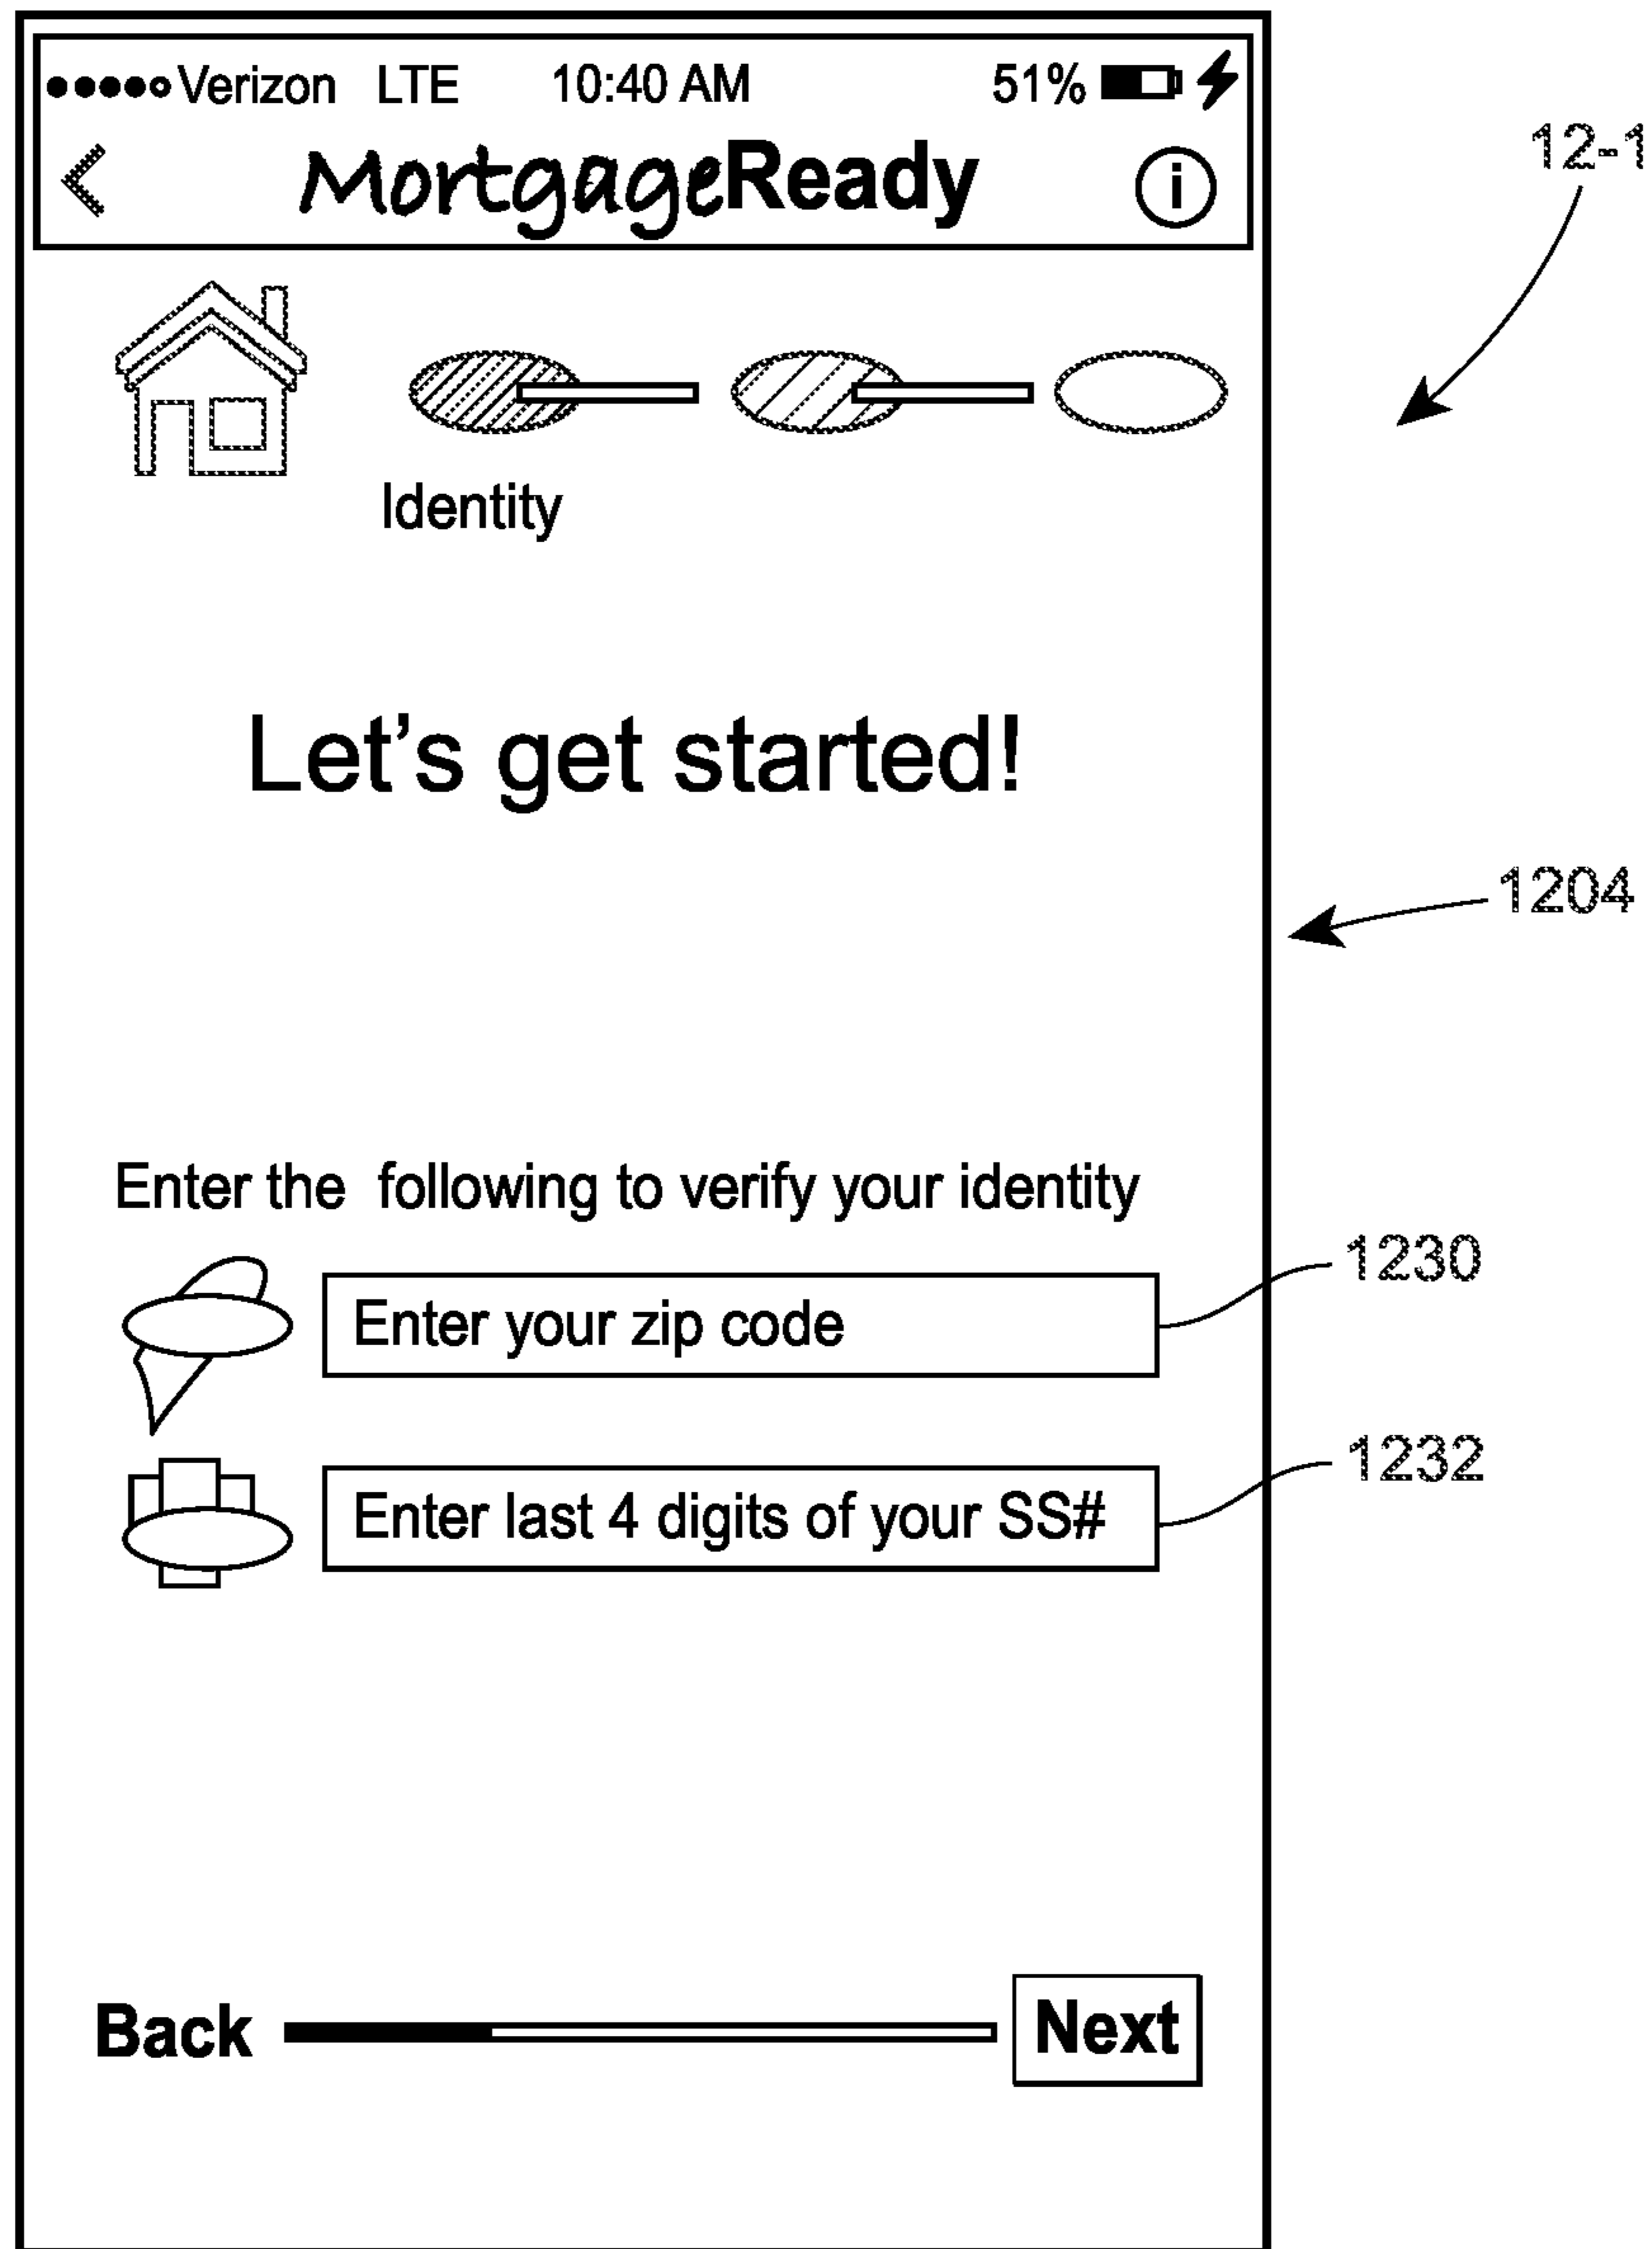 Verizon LTE 10:40 AM 51%
MortgageReady i
12-1
Identity
Let's get started!
1204
Enter the following to verify your identity
Enter your zip code
1230
Enter last 4 digits of your SS#
1232
Back Next